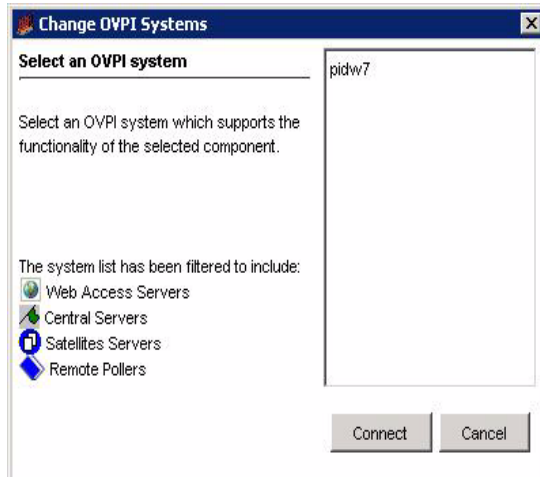 Change OVPI Systems
Select an OVPI system
Select an OVPI system which supports the
functionality of the selected component.
The system list has been filtered to include:
Web Access Servers
Central Servers
Satellites Servers
Remote Pollers
pidw7
Connect
Cancel